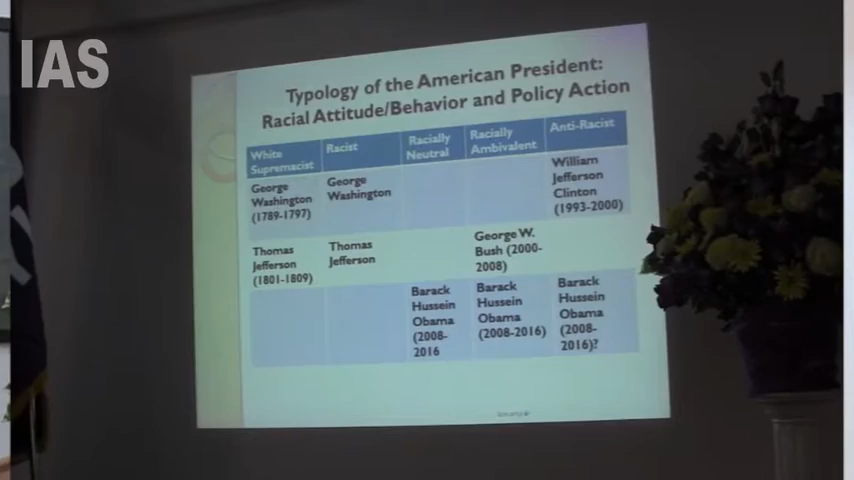 IAS
Typology of the American President:
Racial Attitude/Behavior and Policy Action
White
Supremacist
Racist
Racially
Neutral
Racially
Ambivalent
Anti-Racist
George
Washington
(1789-1797)
George
Washington
William
Jefferson
Clinton
(1993-2000)
Thomas
Jefferson
(1801-1809)
Thomas
Jefferson
George W.
Bush (2000-
2008)
Barack
Hussein
Obama
(2008-
2016
Barack
Hussein
Obama
(2008-2016)
Barack
Hussein
Obama
(2008-
2016)?